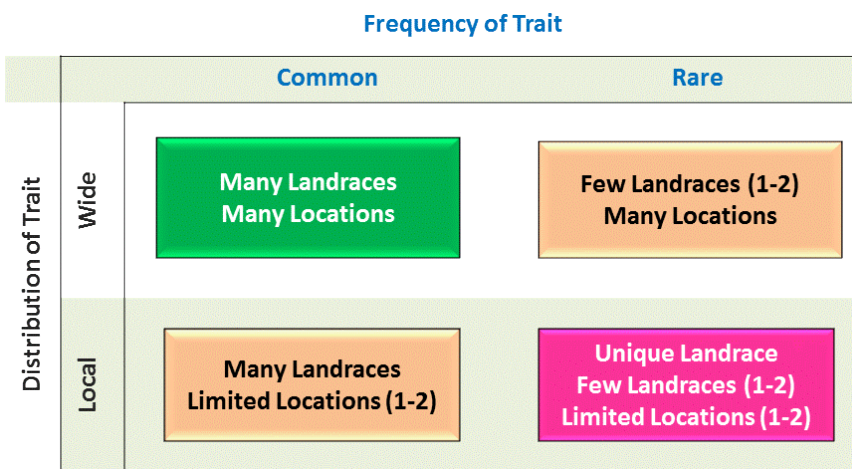 Frequency of Trait
Common
Rare
Distribution of Trait
Wide
Many Landraces
Many Locations
Few Landraces (1-2)
Many Locations
Local
Many Landraces
Limited Locations (1-2)
Unique Landrace
Few Landraces (1-2)
Limited Locations (1-2)